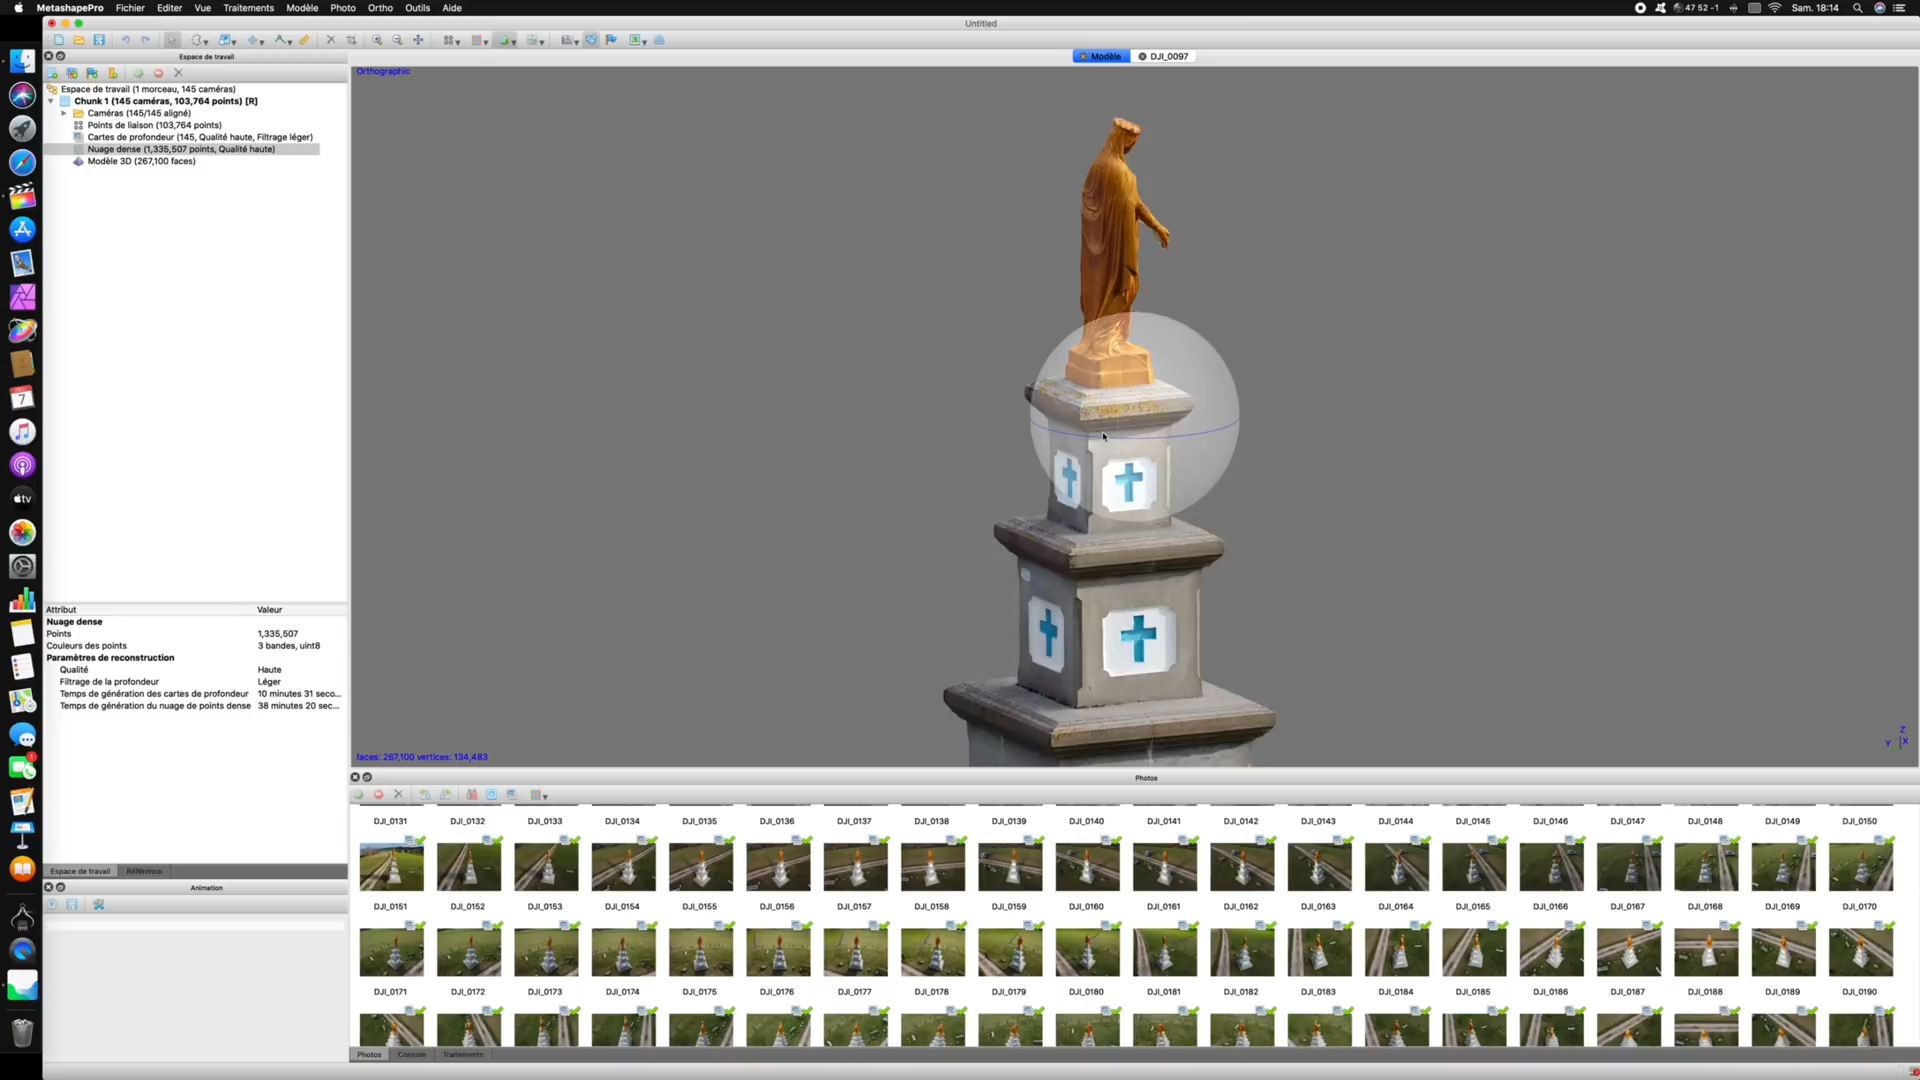 MetashapePro Fichier Editer Vue Traitements Modèle Photo Ortho Outils Aide
47 52 -1 Sam. 18:14
Untitled
Espace de travail
Modèle DJI_0097
Orthographic
Espace de travail (1 morceau, 145 caméras)
Chunk 1 (145 caméras, 103,764 points) [R]
Caméras (145/145 aligné)
Points de liaison (103,764 points)
Cartes de profondeur (145, Qualité haute, Filtrage léger)
Nuage dense (1,335,507 points, Qualité haute)
Modèle 3D (267,100 faces)
7
tv
Attribut Valeur
Nuage dense
Points 1,335,507
Couleurs des points 3 bandes, uint8
Paramètres de reconstruction
Qualité Haute
Filtrage de la profondeur Léger
Temps de génération des cartes de profondeur 10 minutes 31 seco...
Temps de génération du nuage de points dense 38 minutes 20 sec...
Z
Y X
faces: 267,100 vertices: 134,483
Photos
DJI_0131 DJI_0132 DJI_0133 DJI_0134 DJI_0135 DJI_0136 DJI_0137 DJI_0138 DJI_0139 DJI_0140 DJI_0141 DJI_0142 DJI_0143 DJI_0144 DJI_0145 DJI_0146 DJI_0147 DJI_0148 DJI_0149 DJI_0150
DJI_0151 DJI_0152 DJI_0153 DJI_0154 DJI_0155 DJI_0156 DJI_0157 DJI_0158 DJI_0159 DJI_0160 DJI_0161 DJI_0162 DJI_0163 DJI_0164 DJI_0165 DJI_0166 DJI_0167 DJI_0168 DJI_0169 DJI_0170
DJI_0171 DJI_0172 DJI_0173 DJI_0174 DJI_0175 DJI_0176 DJI_0177 DJI_0178 DJI_0179 DJI_0180 DJI_0181 DJI_0182 DJI_0183 DJI_0184 DJI_0185 DJI_0186 DJI_0187 DJI_0188 DJI_0189 DJI_0190
Espace de travail Référence
Animation
Photos Console Traitements